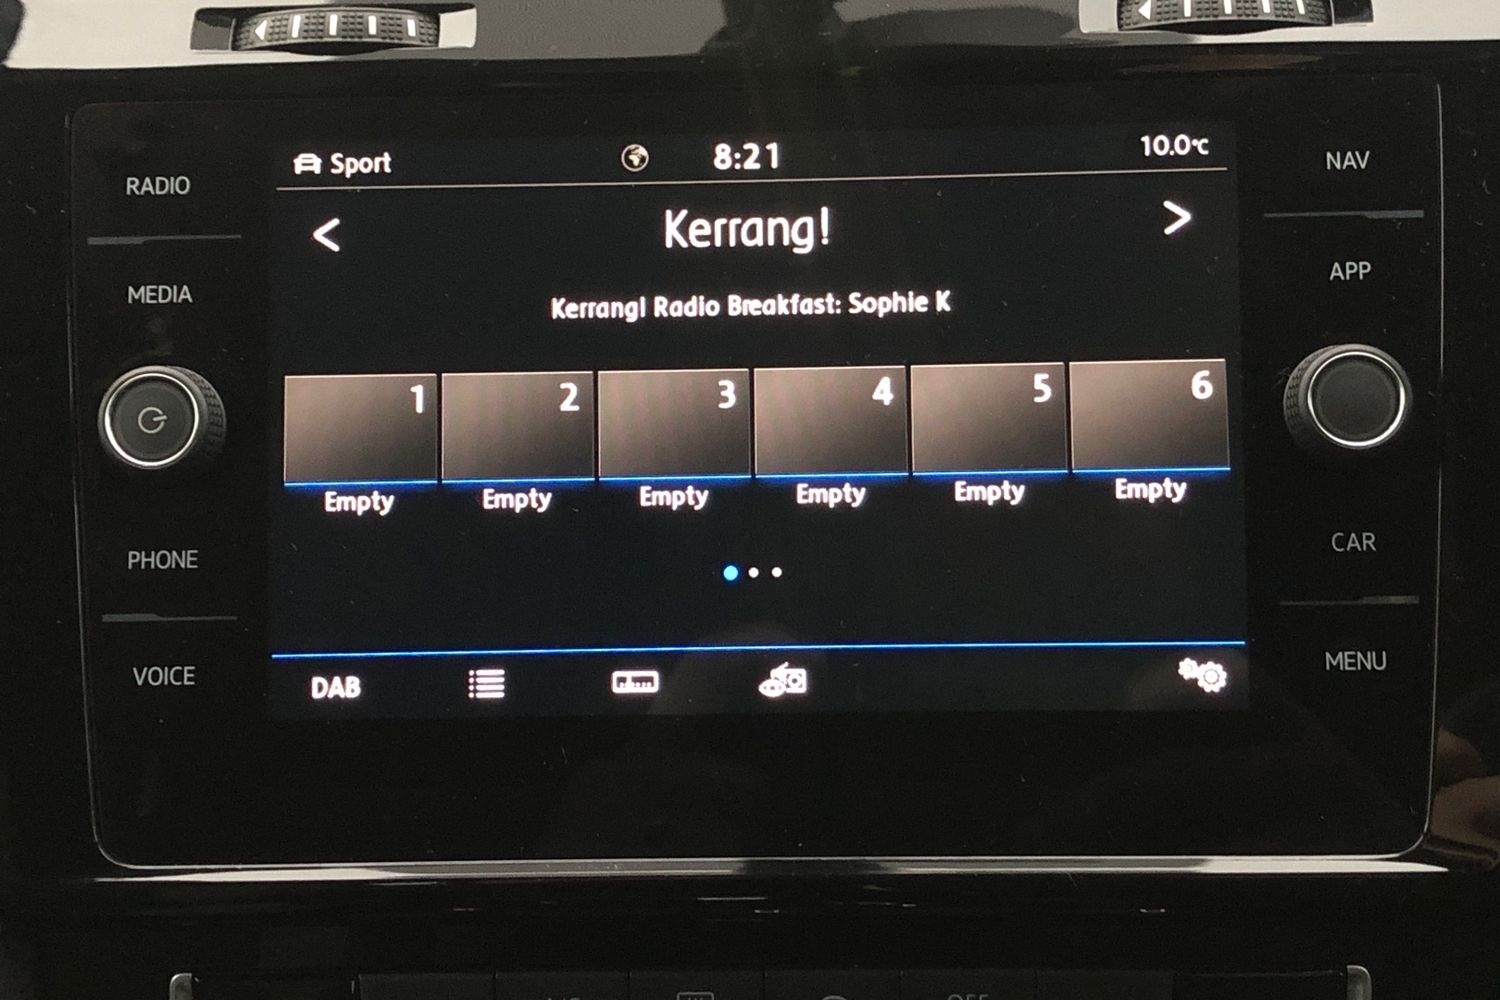 Sport 8:21 10.0°C
RADIO
NAV
< Kerrang! >
MEDIA
APP
Kerrang! Radio Breakfast: Sophie K
1 2 3 4 5 6
Empty Empty Empty Empty Empty Empty
PHONE
CAR
VOICE
MENU
DAB
OFF